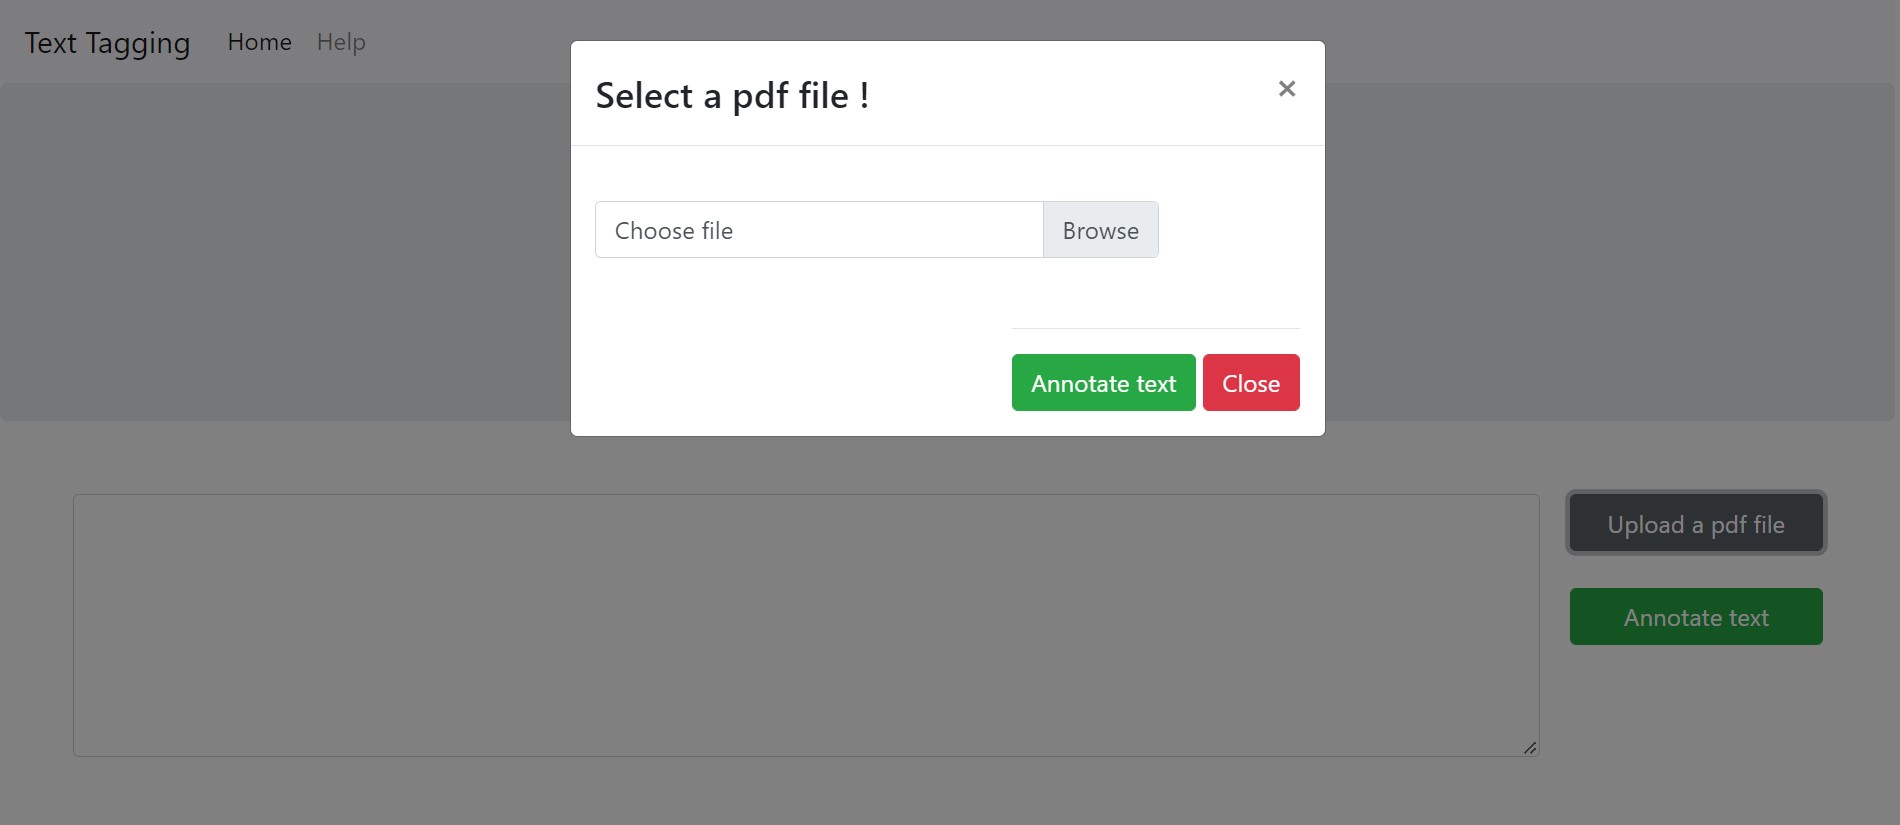 Text Tagging Home Help
Select a pdf file !
×
Choose file Browse
Annotate text Close
Upload a pdf file
Annotate text